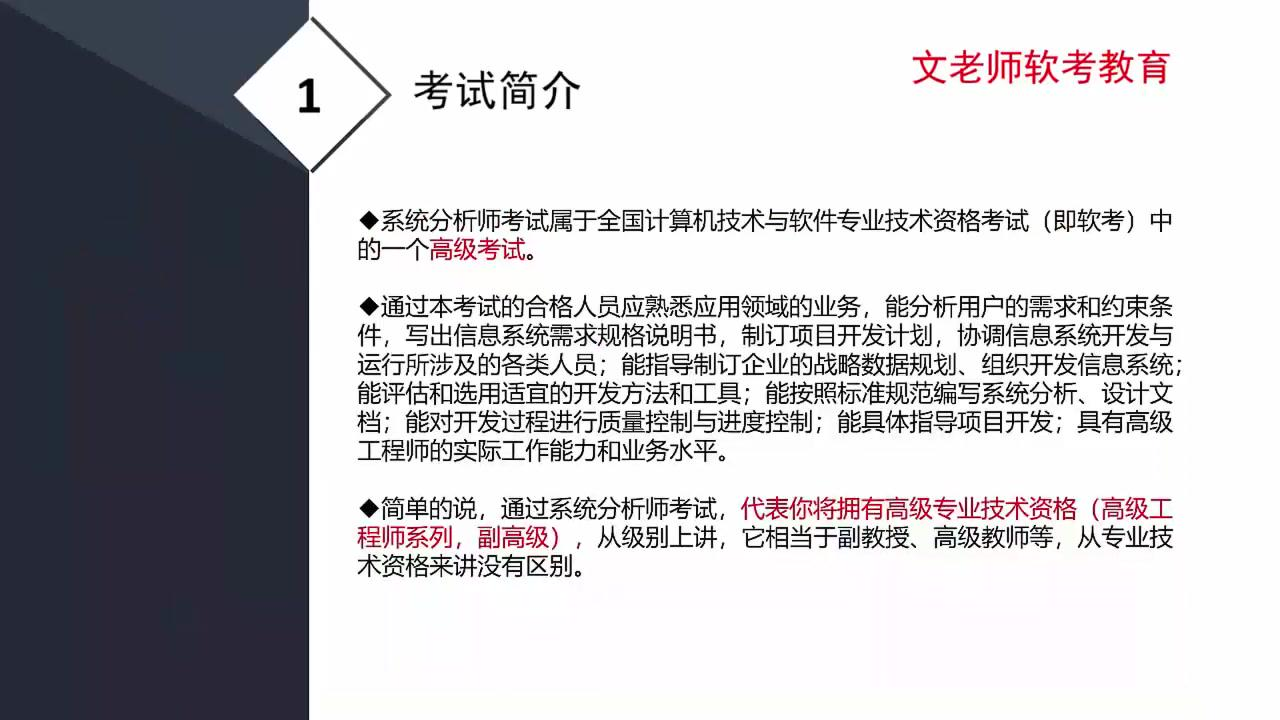 1
考试简介
文老师软考教育
◆系统分析师考试属于全国计算机技术与软件专业技术资格考试（即软考）中
的一个高级考试。
◆通过本考试的合格人员应熟悉应用领域的业务，能分析用户的需求和约束条
件，写出信息系统需求规格说明书，制订项目开发计划，协调信息系统开发与
运行所涉及的各类人员；能指导制订企业的战略数据规划、组织开发信息系统；
能评估和选用适宜的开发方法和工具；能按照标准规范编写系统分析、设计文
档；能对开发过程进行质量控制与进度控制；能具体指导项目开发；具有高级
工程师的实际工作能力和业务水平。
◆简单的说，通过系统分析师考试，代表你将拥有高级专业技术资格（高级工
程师系列，副高级），从级别上讲，它相当于副教授、高级教师等，从专业技
术资格来讲没有区别。